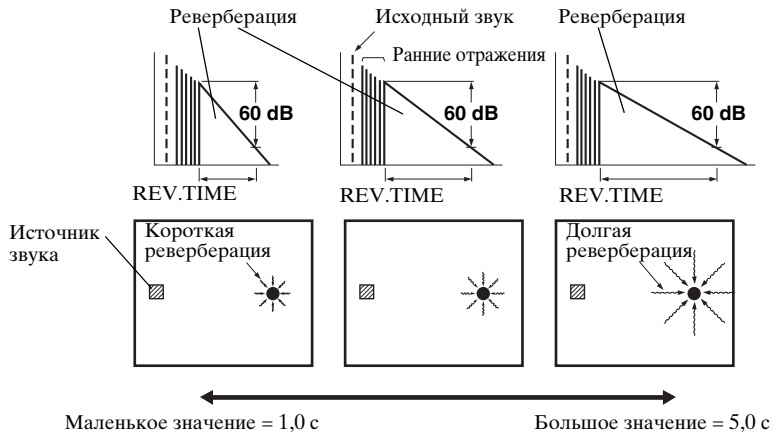 Реверберация
Исходный звук
Реверберация
Ранние отражения
60 dB
60 dB
60 dB
REV.TIME
REV.TIME
REV.TIME
Источник
звука
Короткая
реверберация
Долгая
реверберация
Маленькое значение = 1,0 с
Большое значение = 5,0 с